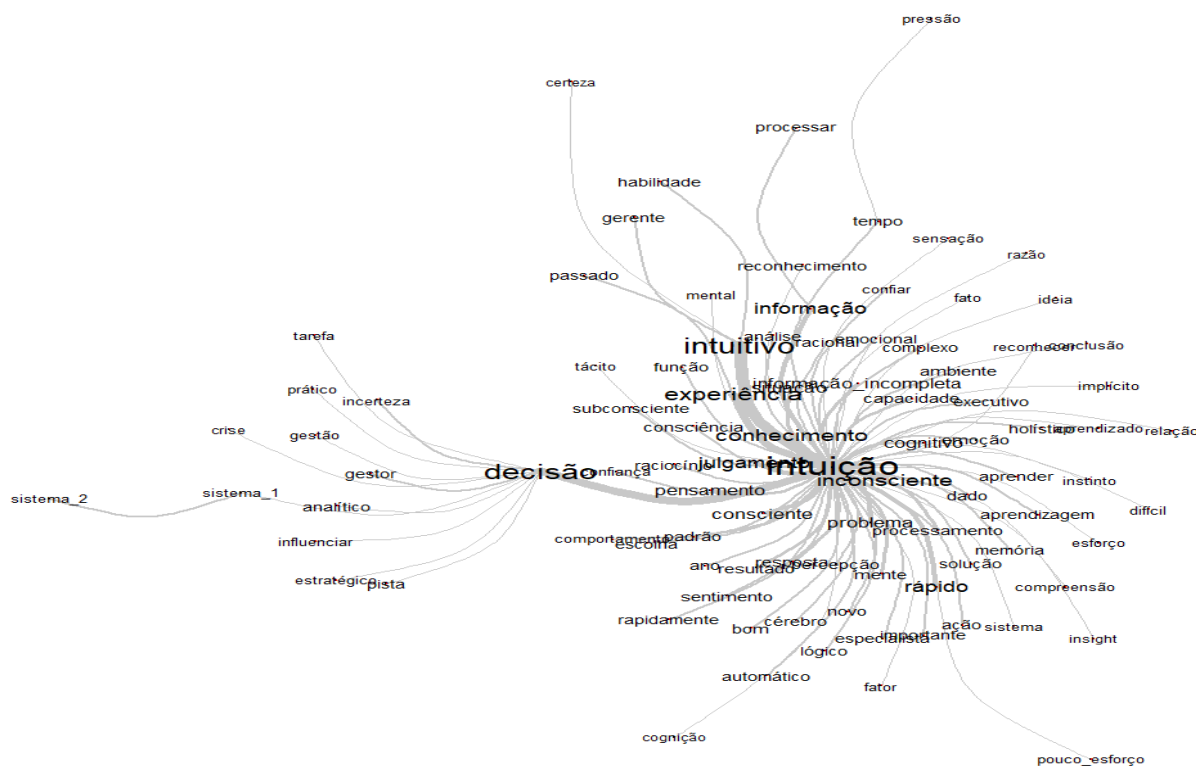 pressão
certeza
processar
habilidade
gerente
tempo
sensação
razão
reconhecimento
passado
confiar
mental
fato
idéia
informação
tarefa
análise
racional
emocional
intuitivo
complexo
reconhecer
conclusão
tácito
função
ambiente
informação_incompleta
situação
implícito
prático
experiência
capacidade
executivo
incerteza
subconsciente
consciência
holístico
aprendizado
relação
crise
gestão
conhecimento
cognitivo
emoção
julgamento
intuição
decisão
confiança
raciocínio
gestor
inconsciente
aprender
instinto
sistema_2
sistema_1
pensamento
dado
analítico
consciente
problema
processamento
aprendizagem
difícil
influenciar
comportamento
escolha
padrão
esforço
memória
ano
resultado
resposta
percepção
solução
estratégico
pista
mente
rápido
compreensão
sentimento
rapidamente
bom
cérebro
novo
ação
sistema
especialista
importante
insight
lógico
automático
fator
cognição
pouco_esforço